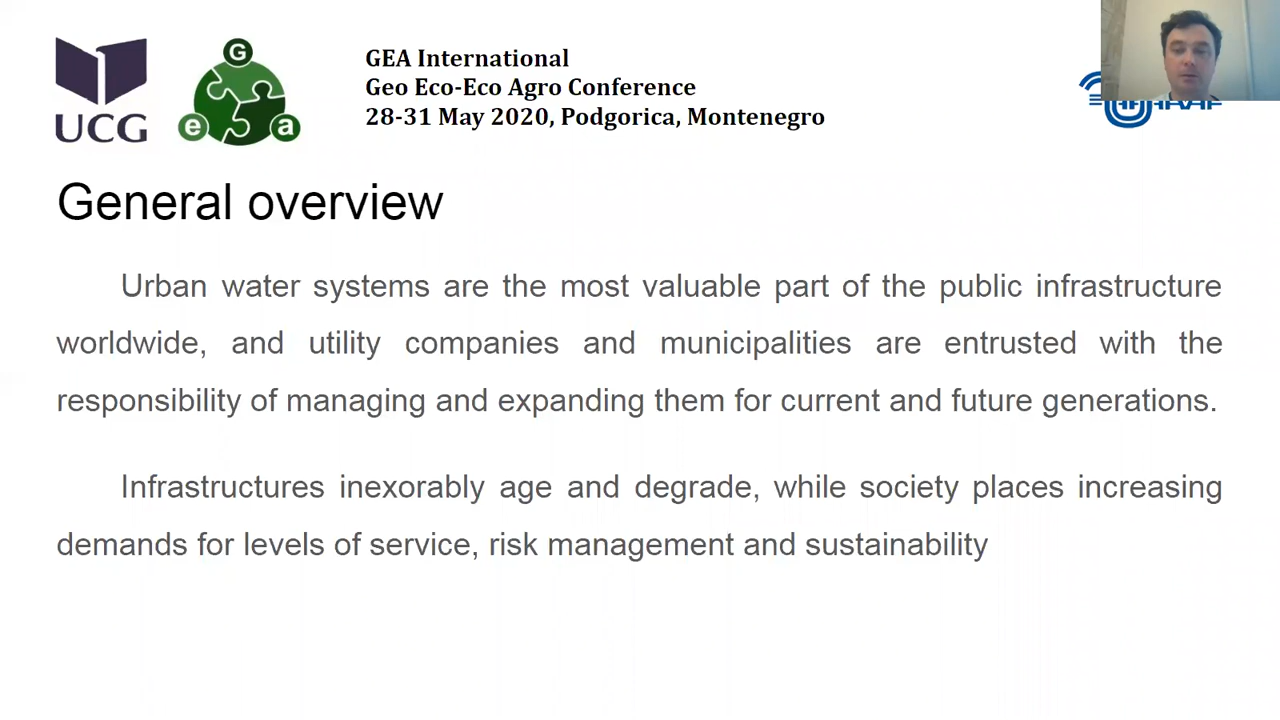 UCG
G
e
a
GEA International
Geo Eco-Eco Agro Conference
28-31 May 2020, Podgorica, Montenegro
General overview
Urban water systems are the most valuable part of the public infrastructure
worldwide, and utility companies and municipalities are entrusted with the
responsibility of managing and expanding them for current and future generations.
Infrastructures inexorably age and degrade, while society places increasing
demands for levels of service, risk management and sustainability